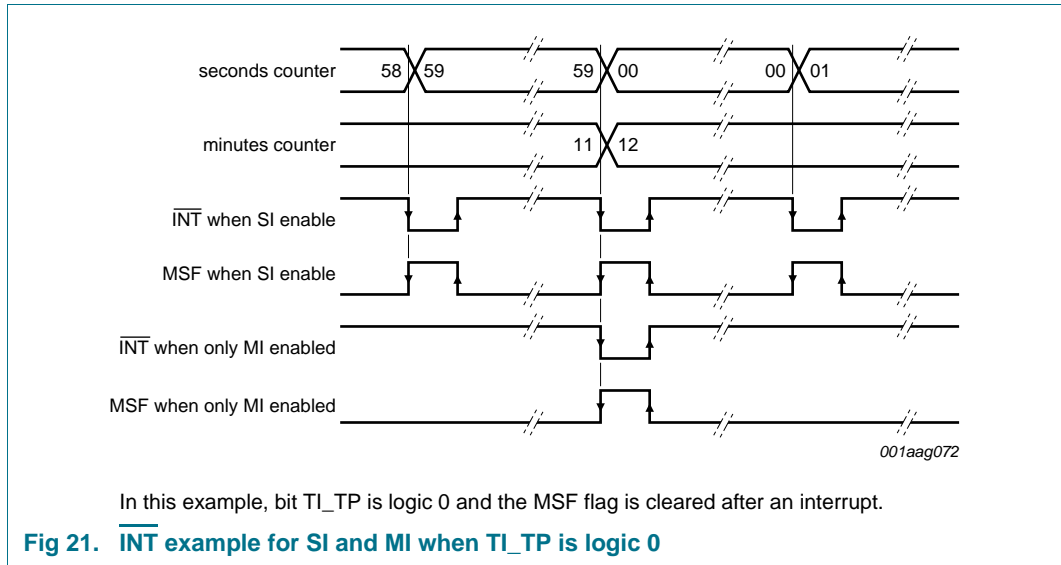 seconds counter 58 59 59 00 00 01
minutes counter 11 12
INT when SI enable
MSF when SI enable
INT when only MI enabled
MSF when only MI enabled
001aag072
In this example, bit TI_TP is logic 0 and the MSF flag is cleared after an interrupt.
Fig 21. INT example for SI and MI when TI_TP is logic 0